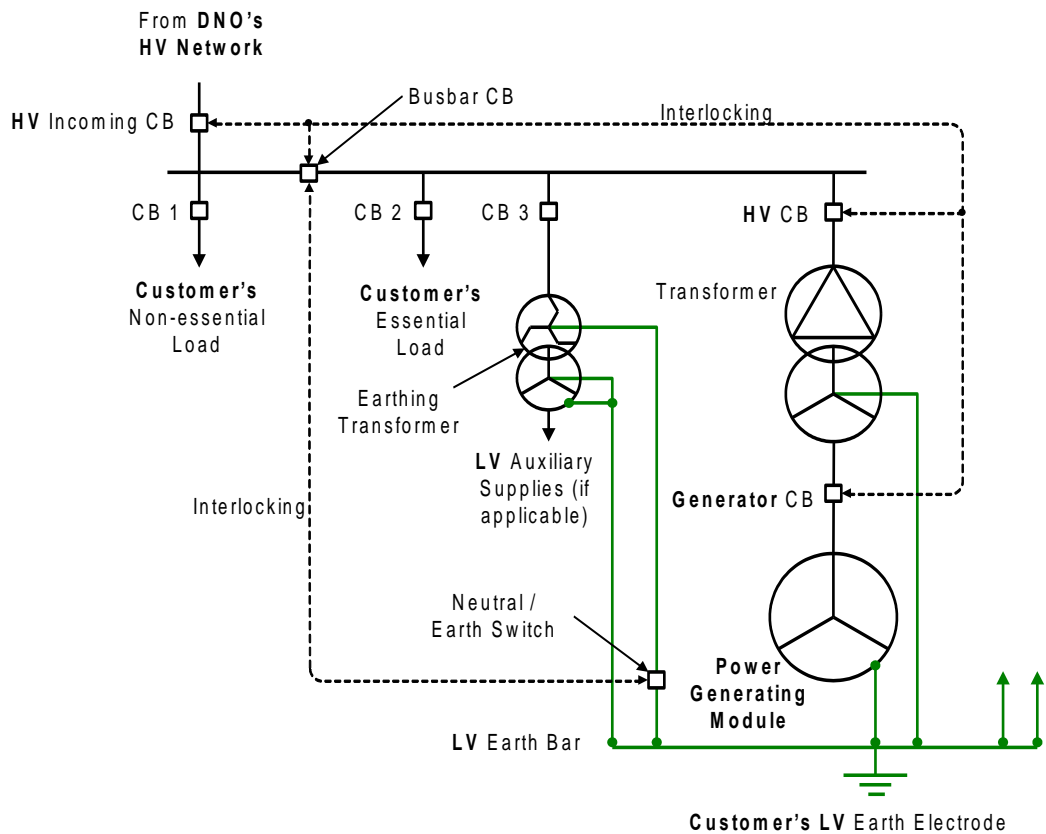 From DNO's
HV Network
Busbar CB
HV Incoming CB
Interlocking
CB 1
CB 2
CB 3
HV CB
Customer's
Non-essential
Load
Customer's
Essential
Load
Transformer
Earthing
Transformer
LV Auxiliary
Supplies (if
applicable)
Interlocking
Generator CB
Neutral /
Earth Switch
Power
Generating
Module
LV Earth Bar
Customer's LV Earth Electrode